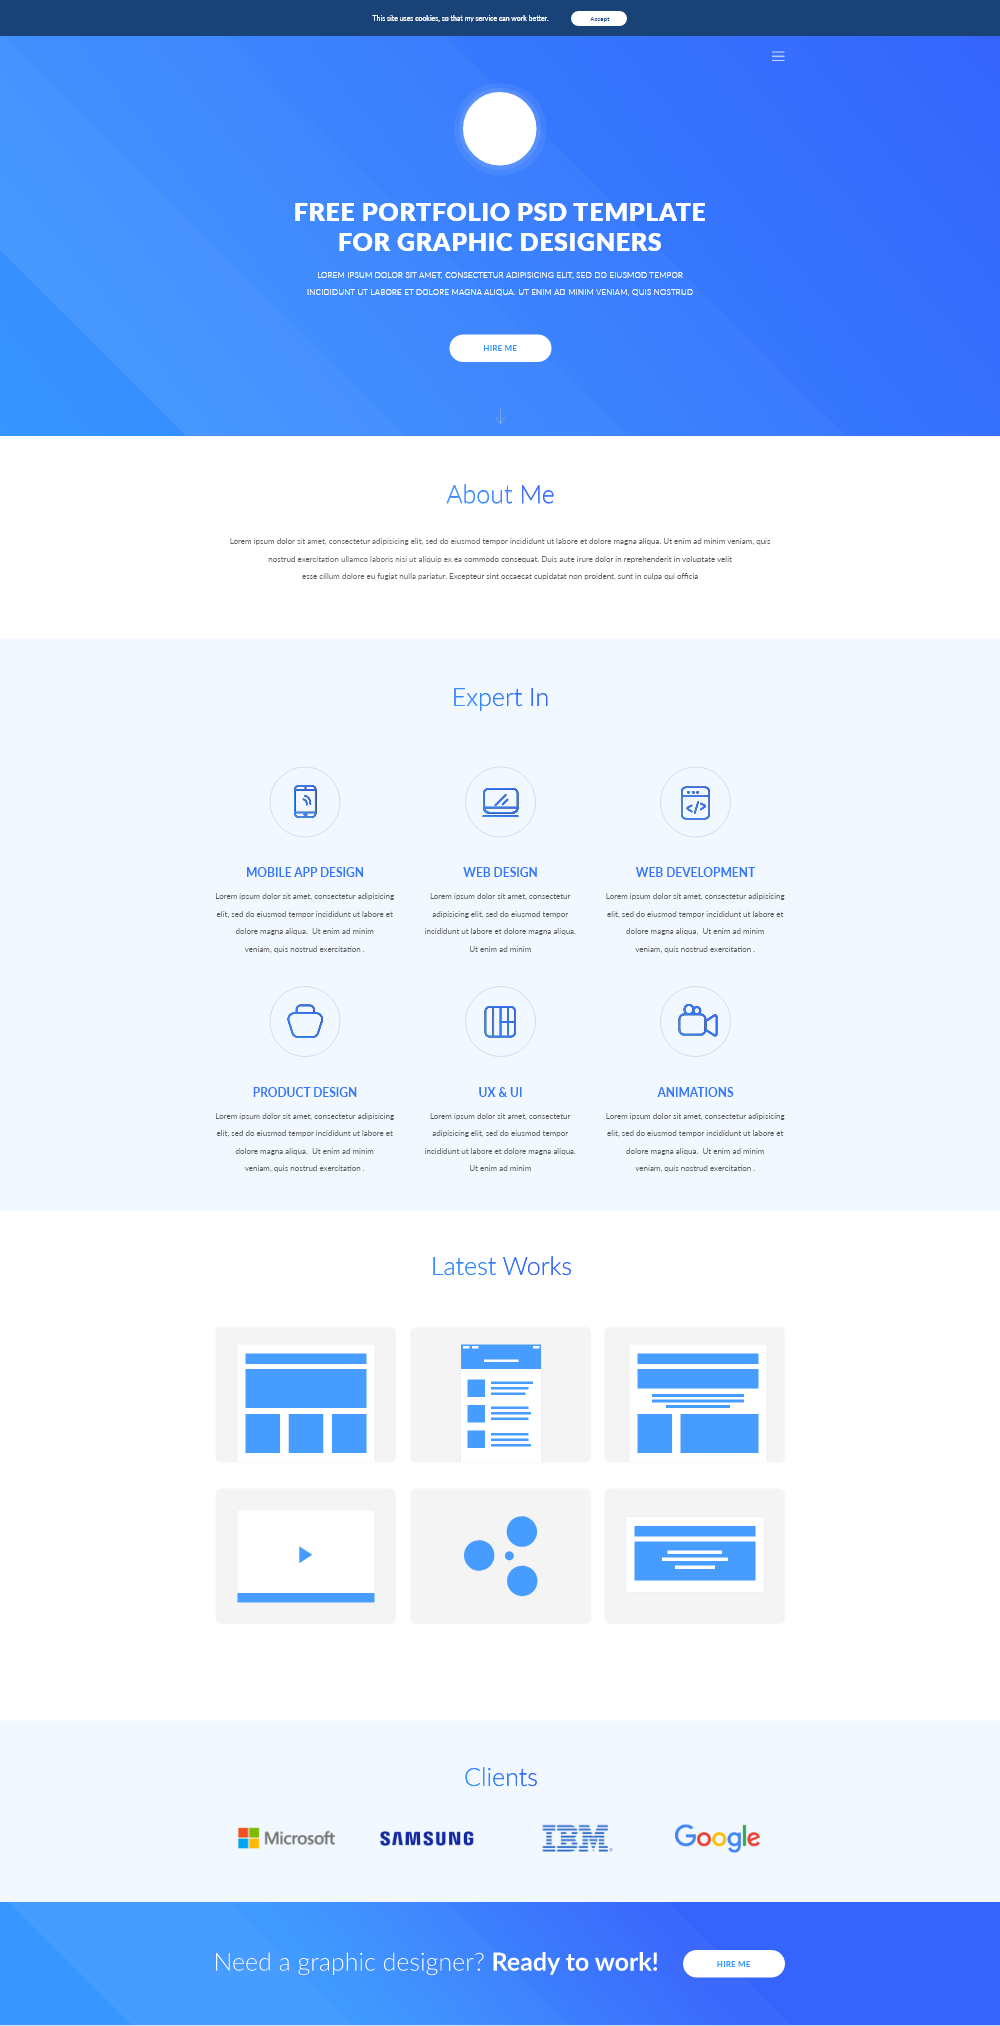 This site uses cookies, so that my service can work better.
Accept
FREE PORTFOLIO PSD TEMPLATE
FOR GRAPHIC DESIGNERS
LOREM IPSUM DOLOR SIT AMET, CONSECTETUR ADIPISICING ELIT, SED DO EIUSMOD TEMPOR
INCIDIDUNT UT LABORE ET DOLORE MAGNA ALIQUA. UT ENIM AD MINIM VENIAM, QUIS NOSTRUD
HIRE ME
About Me
Lorem ipsum dolor sit amet, consectetur adipisicing elit, sed do eiusmod tempor incididunt ut labore et dolore magna aliqua. Ut enim ad minim veniam, quis
nostrud exercitation ullamco laboris nisi ut aliquip ex ea commodo consequat. Duis aute irure dolor in reprehenderit in voluptate velit
esse cillum dolore eu fugiat nulla pariatur. Excepteur sint occaecat cupidatat non proident, sunt in culpa qui officia
Expert In
MOBILE APP DESIGN
Lorem ipsum dolor sit amet, consectetur adipisicing
elit, sed do eiusmod tempor incididunt ut labore et
dolore magna aliqua. Ut enim ad minim
veniam, quis nostrud exercitation .
WEB DESIGN
Lorem ipsum dolor sit amet, consectetur
adipisicing elit, sed do eiusmod tempor
incididunt ut labore et dolore magna aliqua.
Ut enim ad minim
WEB DEVELOPMENT
Lorem ipsum dolor sit amet, consectetur adipisicing
elit, sed do eiusmod tempor incididunt ut labore et
dolore magna aliqua. Ut enim ad minim
veniam, quis nostrud exercitation .
PRODUCT DESIGN
Lorem ipsum dolor sit amet, consectetur adipisicing
elit, sed do eiusmod tempor incididunt ut labore et
dolore magna aliqua. Ut enim ad minim
veniam, quis nostrud exercitation .
UX & UI
Lorem ipsum dolor sit amet, consectetur
adipisicing elit, sed do eiusmod tempor
incididunt ut labore et dolore magna aliqua.
Ut enim ad minim
ANIMATIONS
Lorem ipsum dolor sit amet, consectetur adipisicing
elit, sed do eiusmod tempor incididunt ut labore et
dolore magna aliqua. Ut enim ad minim
veniam, quis nostrud exercitation .
Latest Works
Clients
Microsoft
SAMSUNG
IBM
Google
Need a graphic designer? Ready to work!
HIRE ME